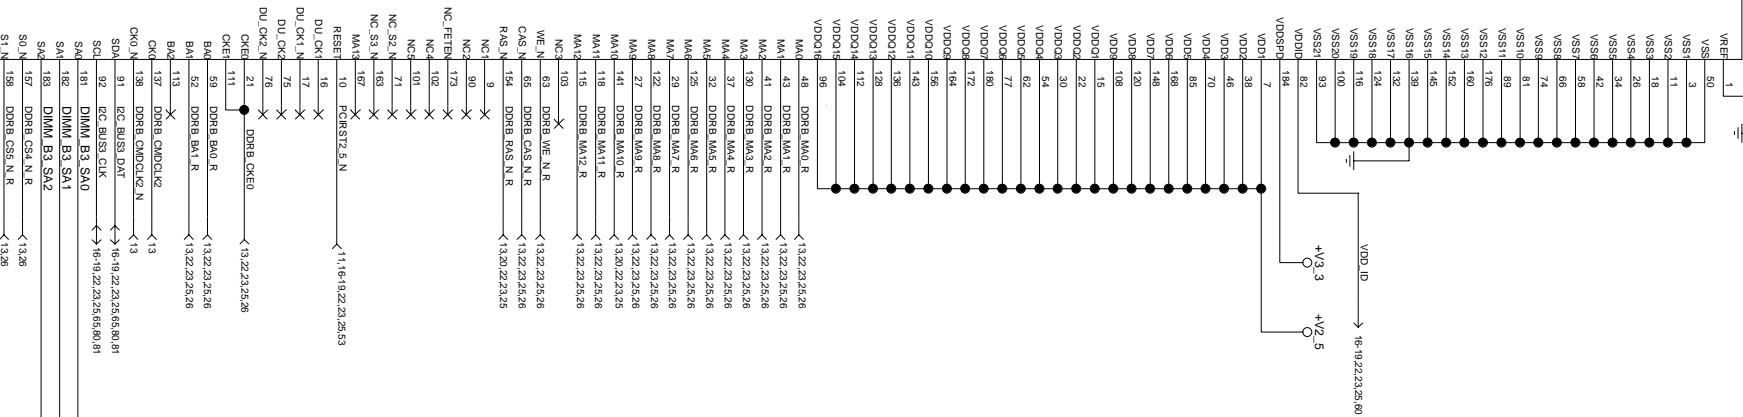 VREF 1
VSS 50
VSS1 3
VSS2 11
VSS3 18
VSS4 26
VSS5 34
VSS6 42
VSS7 58
VSS8 66
VSS9 74
VSS10 81
VSS11 89
VSS12 176
VSS13 160
VSS14 152
VSS15 145
VSS16 139
VSS17 132
VSS18 124
VSS19 116
VSS20 100
VSS21 93
VDDID 82 VDD_ID 16-19,22,23,25,60
VDDSPD 184 +V3_3
VDD1 7 +V2_5
VDD2 38
VDD3 46
VDD4 70
VDD5 85
VDD6 168
VDD7 148
VDD8 120
VDD9 108
VDDQ1 15
VDDQ2 22
VDDQ3 30
VDDQ4 54
VDDQ5 62
VDDQ6 77
VDDQ7 180
VDDQ8 172
VDDQ9 164
VDDQ10 156
VDDQ11 143
VDDQ12 136
VDDQ13 128
VDDQ14 112
VDDQ15 104
VDDQ16 96
MA0 48 DDRB_MA0_R 13,22,23,25,26
MA1 43 DDRB_MA1_R 13,22,23,25,26
MA2 41 DDRB_MA2_R 13,22,23,25,26
MA3 130 DDRB_MA3_R 13,22,23,25,26
MA4 37 DDRB_MA4_R 13,22,23,25,26
MA5 32 DDRB_MA5_R 13,22,23,25,26
MA6 125 DDRB_MA6_R 13,22,23,25,26
MA7 29 DDRB_MA7_R 13,22,23,25,26
MA8 122 DDRB_MA8_R 13,22,23,25,26
MA9 27 DDRB_MA9_R 13,22,23,25,26
MA10 141 DDRB_MA10_R 13,20,22,23,25
MA11 118 DDRB_MA11_R 13,22,23,25,26
MA12 115 DDRB_MA12_R 13,22,23,25,26
NC3 103
WE_N 63 DDRB_WE_N_R 13,22,23,25,26
CAS_N 65 DDRB_CAS_N_R 13,22,23,25,26
RAS_N 154 DDRB_RAS_N_R 13,20,22,23,25
NC1 9
NC2 90
NC_FETEN 173
NC4 102
NC5 101
NC_S2_N 71
NC_S3_N 163
MA13 167
RESET 10 PCIRST2_5_N 11,16-19,22,23,25,53
DU_CK1 16
DU_CK1_N 17
DU_CK2 75
DU_CK2_N 76
CKE0 21 DDRB_CKE0 13,22,23,25,26
CKE1 111
BA2 113
BA0 59 DDRB_BA0_R 13,22,23,25,26
BA1 52 DDRB_BA1_R 13,22,23,25,26
CK0 137 DDRB_CMDCLK2 13
CK0_N 138 DDRB_CMDCLK2_N 13
SDA 91 I2C_BUS3_DAT 16-19,22,23,25,65,80,81
SCL 92 I2C_BUS3_CLK 16-19,22,23,25,65,80,81
SA0 181 DIMM_B3_SA0
SA1 182 DIMM_B3_SA1
SA2 183 DIMM_B3_SA2
S0_N 157 DDRB_CS4_N_R 13,26
S1_N 158 DDRB_CS5_N_R 13,26